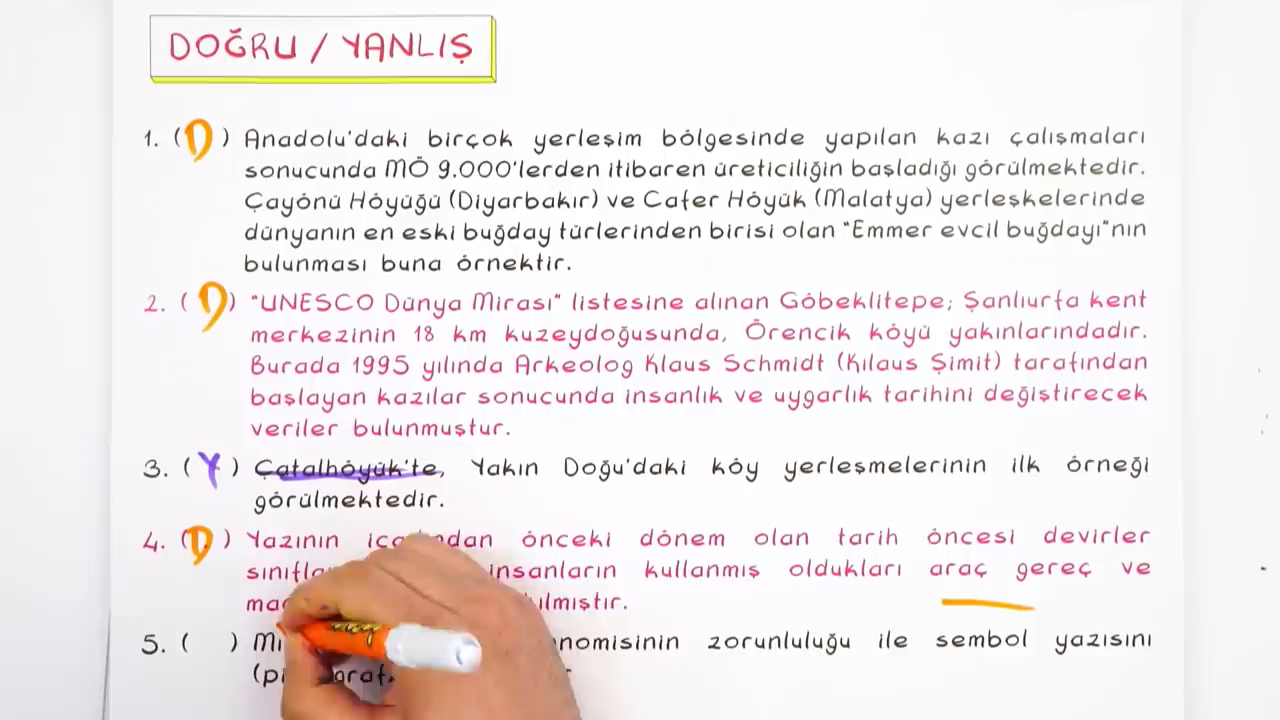 DOĞRU / YANLIŞ
1. (D) Anadolu'daki birçok yerleşim bölgesinde yapılan kazı çalışmaları
sonucunda MÖ 9.000'lerden itibaren üreticiliğin başladığı görülmektedir.
Çayönü Höyüğü (Diyarbakır) ve Cafer Höyük (Malatya) yerleşkelerinde
dünyanın en eski buğday türlerinden birisi olan "Emmer evcil buğdayı"nın
bulunması buna örnektir.
2. (D) "UNESCO Dünya Mirası" listesine alınan Göbeklitepe; Şanlıurfa kent
merkezinin 18 km kuzeydoğusunda, Örencik köyü yakınlarındadır.
Burada 1995 yılında Arkeolog Klaus Schmidt (Kılaus Şimit) tarafından
başlayan kazılar sonucunda insanlık ve uygarlık tarihini değiştirecek
veriler bulunmuştur.
3. (Y) Çatalhöyük'te, Yakın Doğu'daki köy yerleşmelerinin ilk örneği
görülmektedir.
4. (D) Yazının önceki dönem olan tarih öncesi devirler
insanların kullanmış oldukları araç gereç ve
5. ( ) zorunluluğu ile sembol yazısını